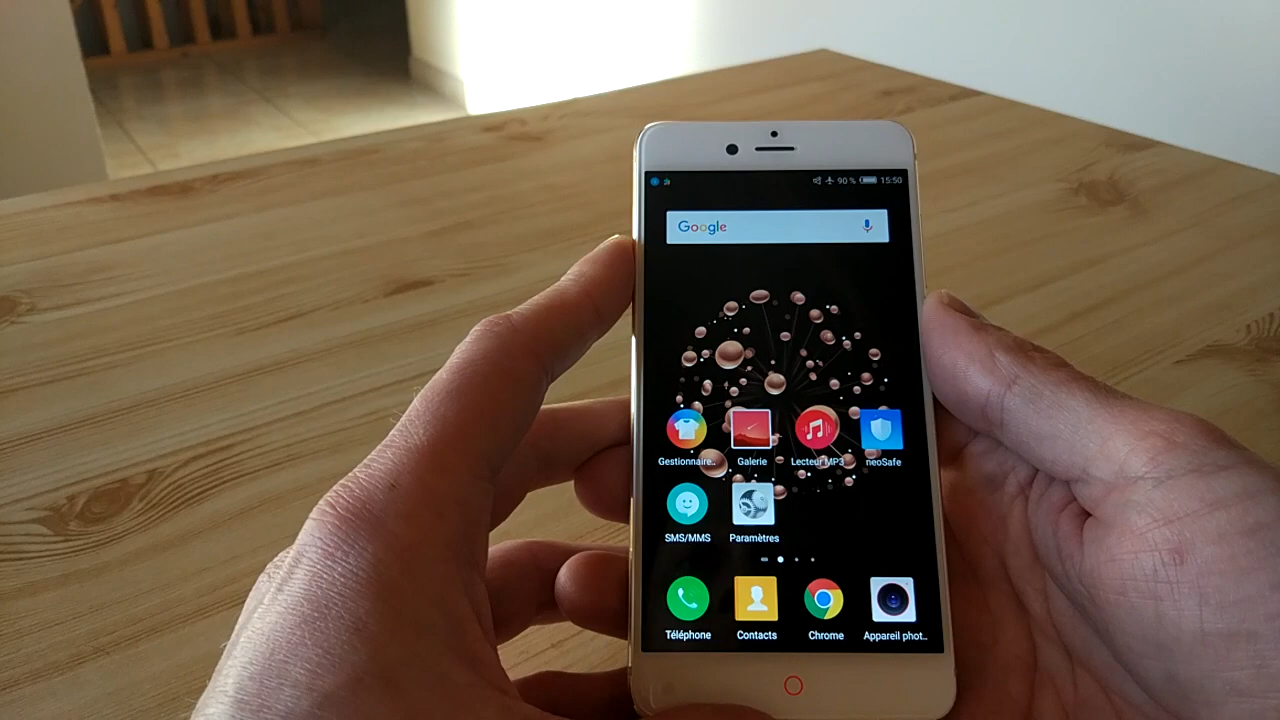 90 % 15:50
Google
Gestionnaire.. Galerie Lecteur MP3 neoSafe
SMS/MMS Paramètres
Téléphone Contacts Chrome Appareil phot..